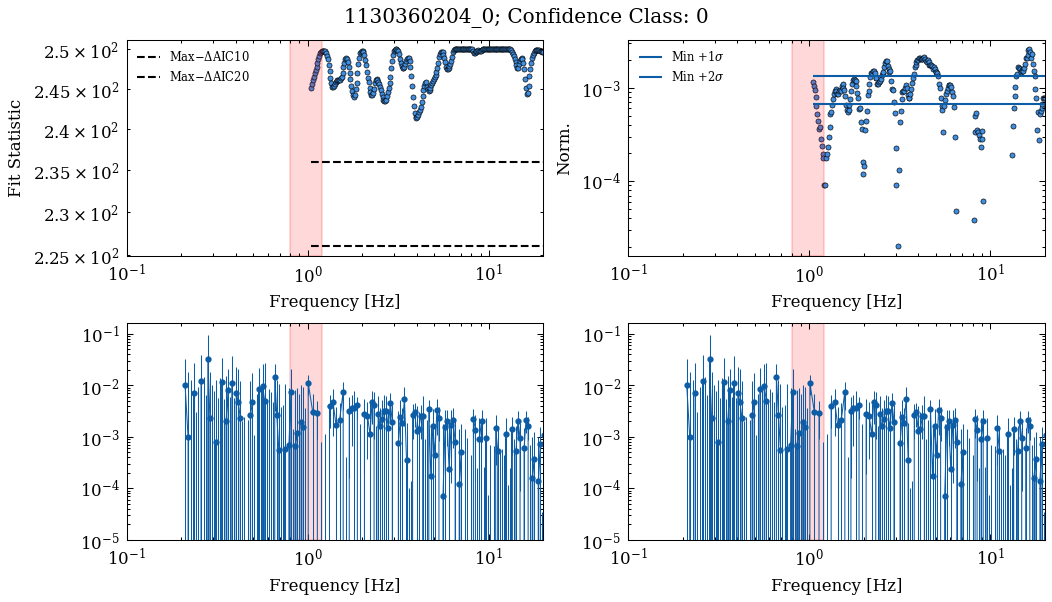 1130360204_0; Confidence Class: 0
Fit Statistic
2.5 × 10²
2.45 × 10²
2.4 × 10²
2.35 × 10²
2.3 × 10²
2.25 × 10²
Max−ΔAIC10
Max−ΔAIC20
10⁻¹
10⁰
10¹
Frequency [Hz]
Norm.
10⁻³
10⁻⁴
Min +1σ
Min +2σ
10⁻¹
10⁰
10¹
Frequency [Hz]
10⁻¹
10⁻²
10⁻³
10⁻⁴
10⁻⁵
10⁻¹
10⁰
10¹
Frequency [Hz]
10⁻¹
10⁻²
10⁻³
10⁻⁴
10⁻⁵
10⁻¹
10⁰
10¹
Frequency [Hz]